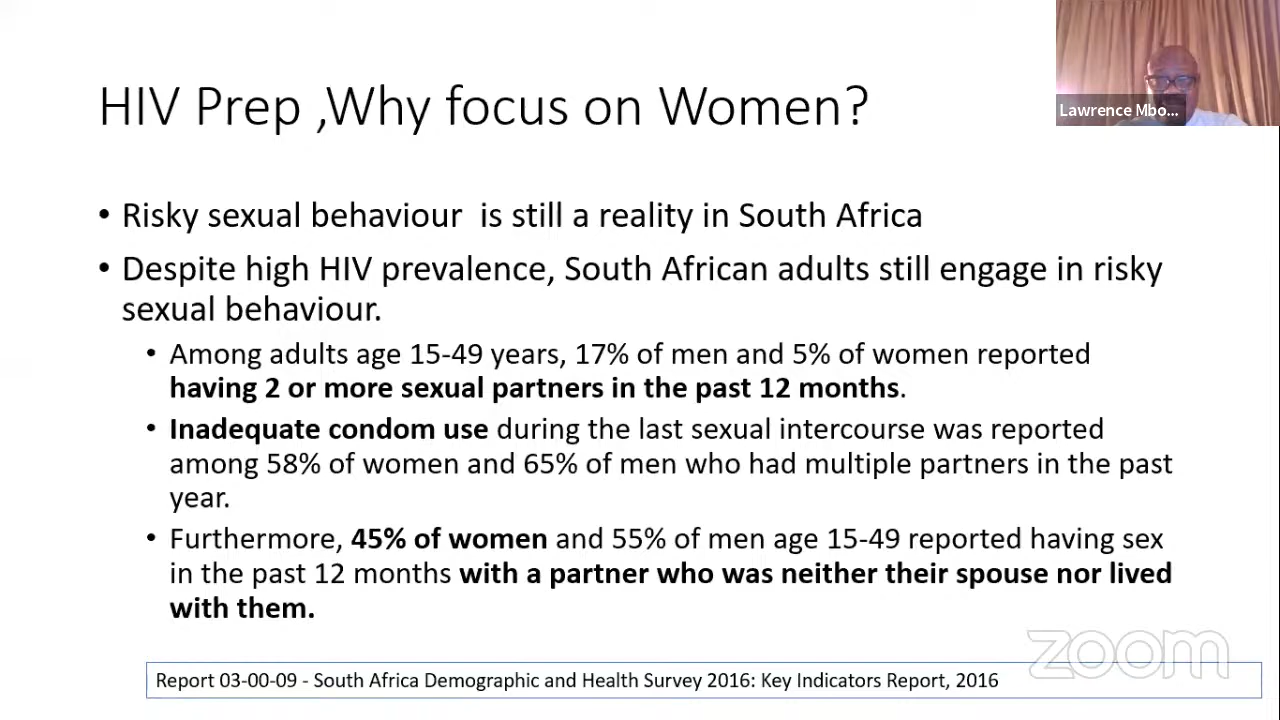 Lawrence Mbo...
HIV Prep ,Why focus on Women?
• Risky sexual behaviour  is still a reality in South Africa
• Despite high HIV prevalence, South African adults still engage in risky
sexual behaviour.
• Among adults age 15-49 years, 17% of men and 5% of women reported
having 2 or more sexual partners in the past 12 months.
• Inadequate condom use during the last sexual intercourse was reported
among 58% of women and 65% of men who had multiple partners in the past
year.
• Furthermore, 45% of women and 55% of men age 15-49 reported having sex
in the past 12 months with a partner who was neither their spouse nor lived
with them.
zoom
Report 03-00-09 - South Africa Demographic and Health Survey 2016: Key Indicators Report, 2016